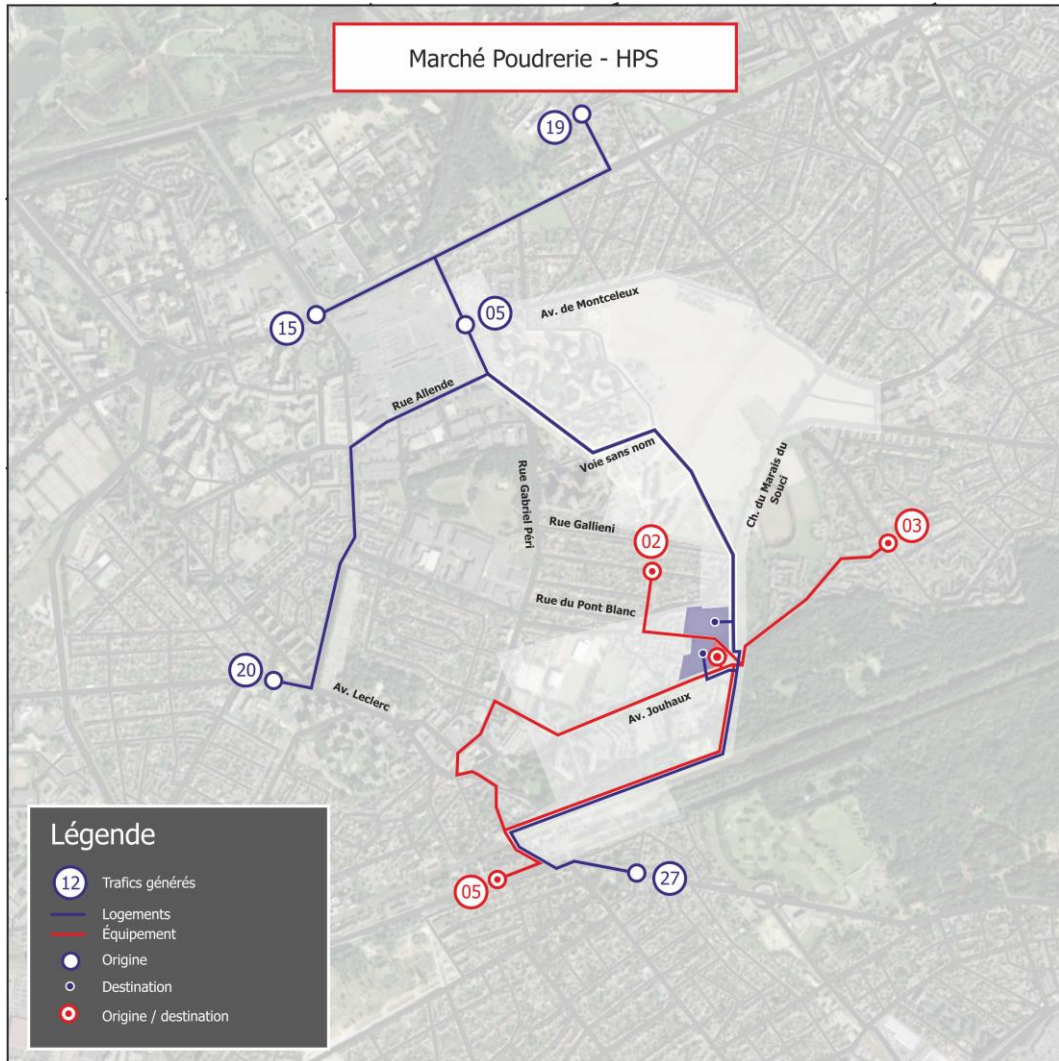 Marché Poudrerie - HPS
19
15
05
Av. de Montceleux
Rue Allende
Voie sans nom
Ch. du Marais du
Souci
Rue Gabriel Péri
Rue Gallieni
02
03
Rue du Pont Blanc
20
Av. Leclerc
Av. Jouhaux
05
27
Légende
12 Trafics générés
Logements
Équipement
Origine
Destination
Origine / destination